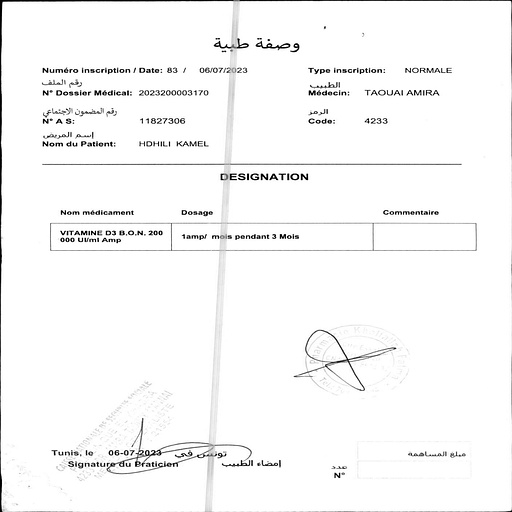 وصفة طبية
Numéro inscription / Date: 83 / 06/07/2023 Type inscription: NORMALE
رقم الملف الطبيب
N° Dossier Médical: 2023200003170 Médecin: TAOUAI AMIRA
رقم المضمون الإجتماعي الرمز
N° A S: 11827306 Code: 4233
إسم المريض
Nom du Patient: HDHILI KAMEL
DESIGNATION
Nom médicament Dosage Commentaire
VITAMINE D3 B.O.N. 200 1amp/ mois pendant 3 Mois
000 UI/ml Amp
Tunis, le 06-07-2023 تونس في مبلغ المساهمة
Signature du Praticien إمضاء الطبيب عدد
N°